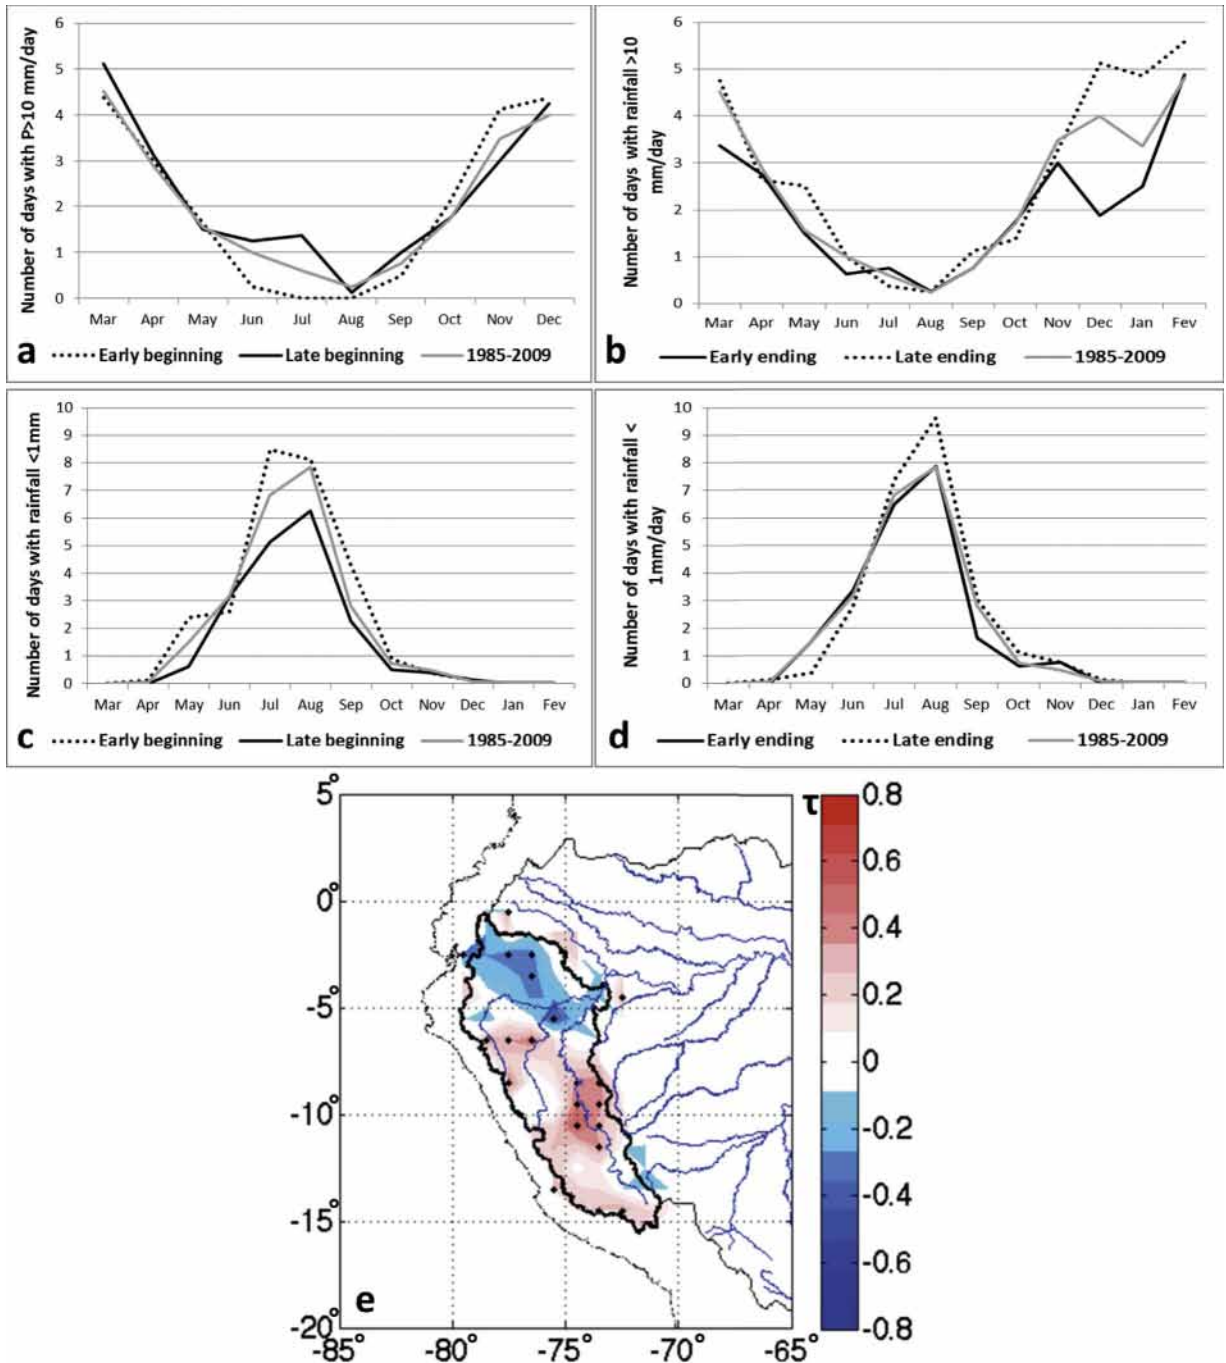 6
5
4
3
2
1
0
Number of days with P>10 mm/day
Mar Apr May Jun Jul Aug Sep Oct Nov Dec
a
Early beginning Late beginning 1985-2009
6
5
4
3
2
1
0
Number of days with rainfall >10
mm/day
Mar Apr May Jun Jul Aug Sep Oct Nov Dec Jan Fev
b
Early ending Late ending 1985-2009
10
9
8
7
6
5
4
3
2
1
0
Number of days with rainfall <1mm
Mar Apr May Jun Jul Aug Sep Oct Nov Dec Jan Fev
c
Early beginning Late beginning 1985-2009
10
9
8
7
6
5
4
3
2
1
0
Number of days with rainfall <
1mm/day
Mar Apr May Jun Jul Aug Sep Oct Nov Dec Jan Fev
d
Early ending Late ending 1985-2009
5°
0°
-5°
-10°
-15°
-20°
-85° -80° -75° -70° -65°
e
τ
0.8
0.6
0.4
0.2
0
-0.2
-0.4
-0.6
-0.8